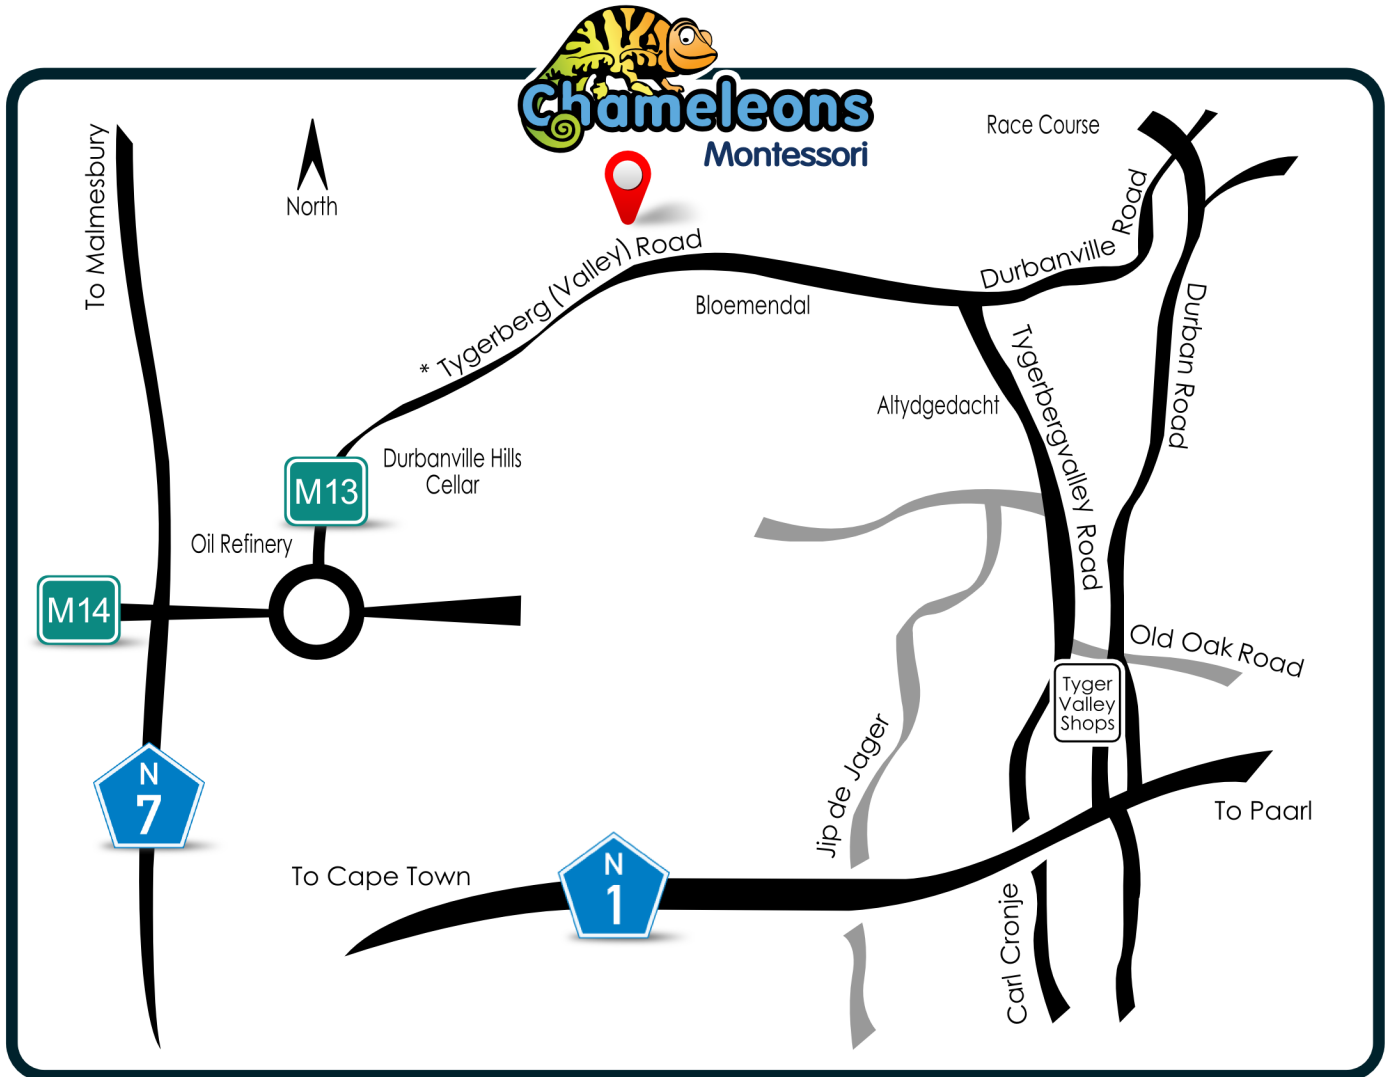 Chameleons
Montessori
Race Course
To Malmesbury
North
* Tygerberg (Valley) Road
Durbanville Road
Bloemendal
Durban Road
Tygerbergvalley Road
Altydgedacht
Durbanville Hills
Cellar
M13
Oil Refinery
M14
Old Oak Road
Tyger
Valley
Shops
Jip de Jager
N
7
To Paarl
To Cape Town
N
1
Carl Cronje